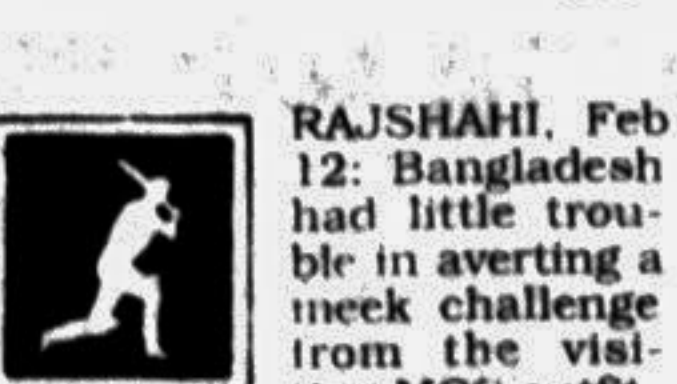 RAJSHAHI, Feb
12: Bangladesh
had little trou-
ble in averting a
meek challenge
from the visi-